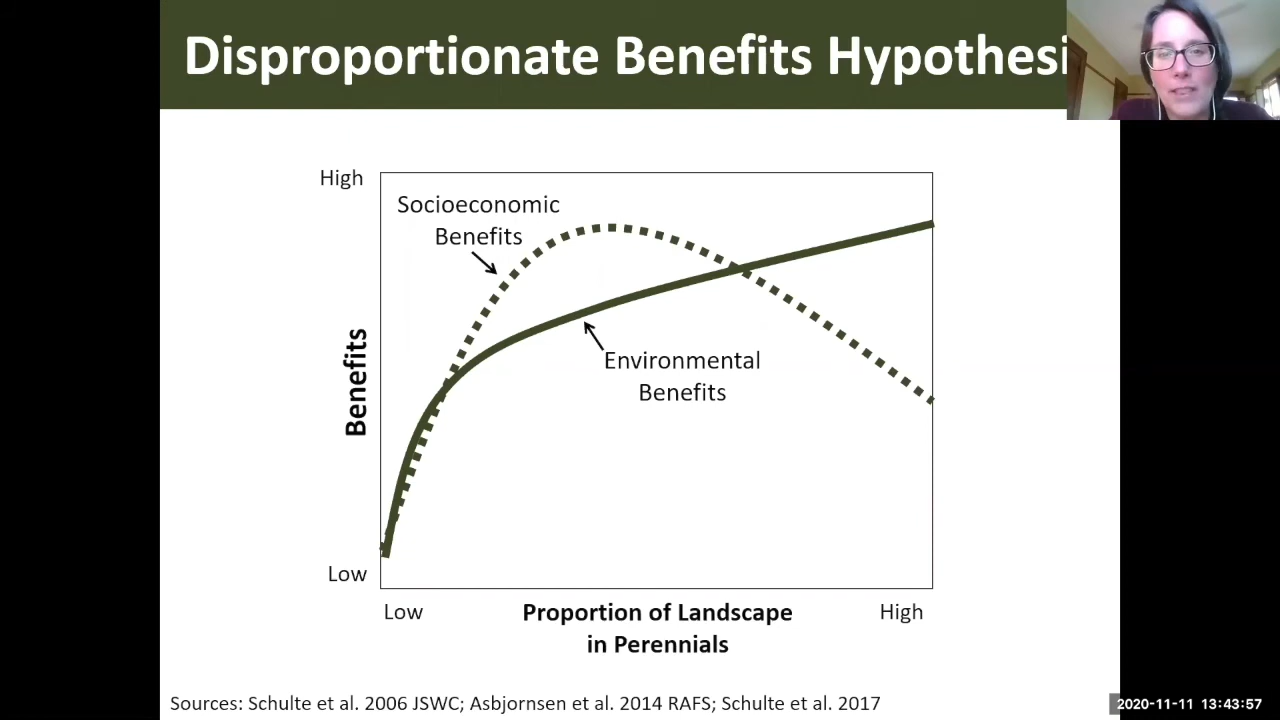 Disproportionate Benefits Hypothesi
High
Socioeconomic
Benefits
Environmental
Benefits
Benefits
Low
Low
Proportion of Landscape
in Perennials
High
Sources: Schulte et al. 2006 JSWC; Asbjornsen et al. 2014 RAFS; Schulte et al. 2017
2020-11-11 13:43:57